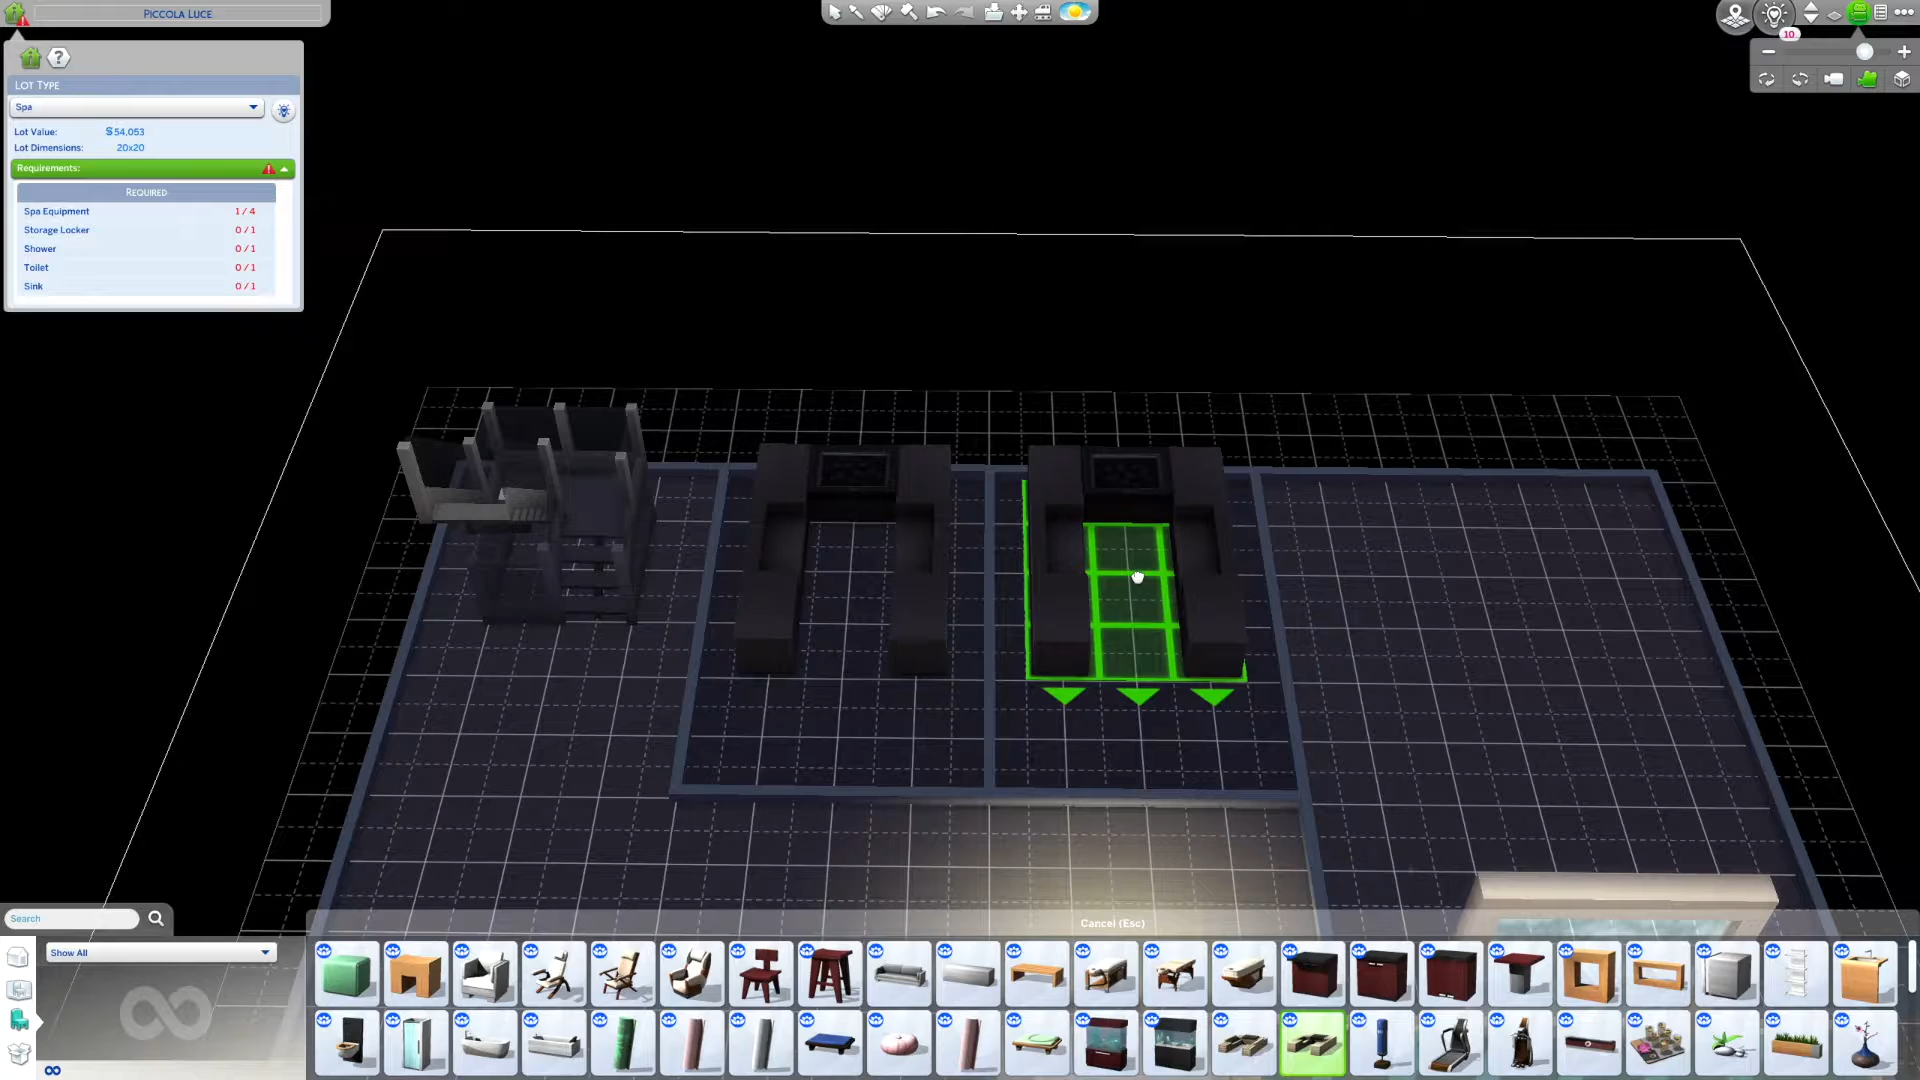 PICCOLA LUCE
10
LOT TYPE
Spa
Lot Value: §54,053
Lot Dimensions: 20x20
Requirements:
REQUIRED
Spa Equipment 1 / 4
Storage Locker 0 / 1
Shower 0 / 1
Toilet 0 / 1
Sink 0 / 1
Search
Cancel (Esc)
Show All